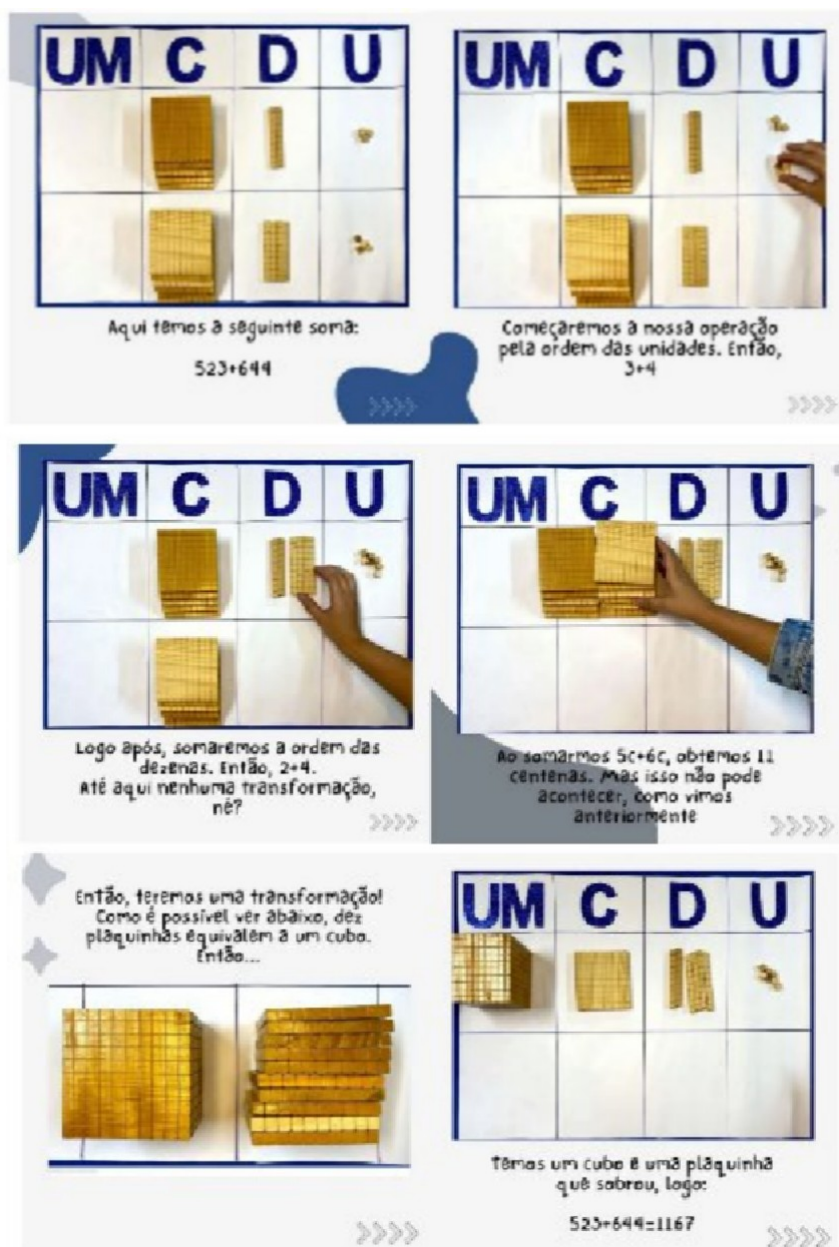 UM C D U
UM C D U
Aqui temos a seguinte soma:
523+644
Começaremos a nossa operação
pela ordem das unidades. Então,
3+4
UM C D U
UM C D U
Logo após, somaremos a ordem das
dezenas. Então, 2+4.
Até aqui nenhuma transformação,
né?
Ao somarmos 5c+6c, obtemos 11
centenas. Mas isso não pode
acontecer, como vimos
anteriormente
Então, teremos uma transformação!
Como é possível ver abaixo, dez
plaquinhas equivalem a um cubo.
Então...
UM C D U
Temos um cubo e uma plaquinha
que sobrou, logo:
523+644=1167